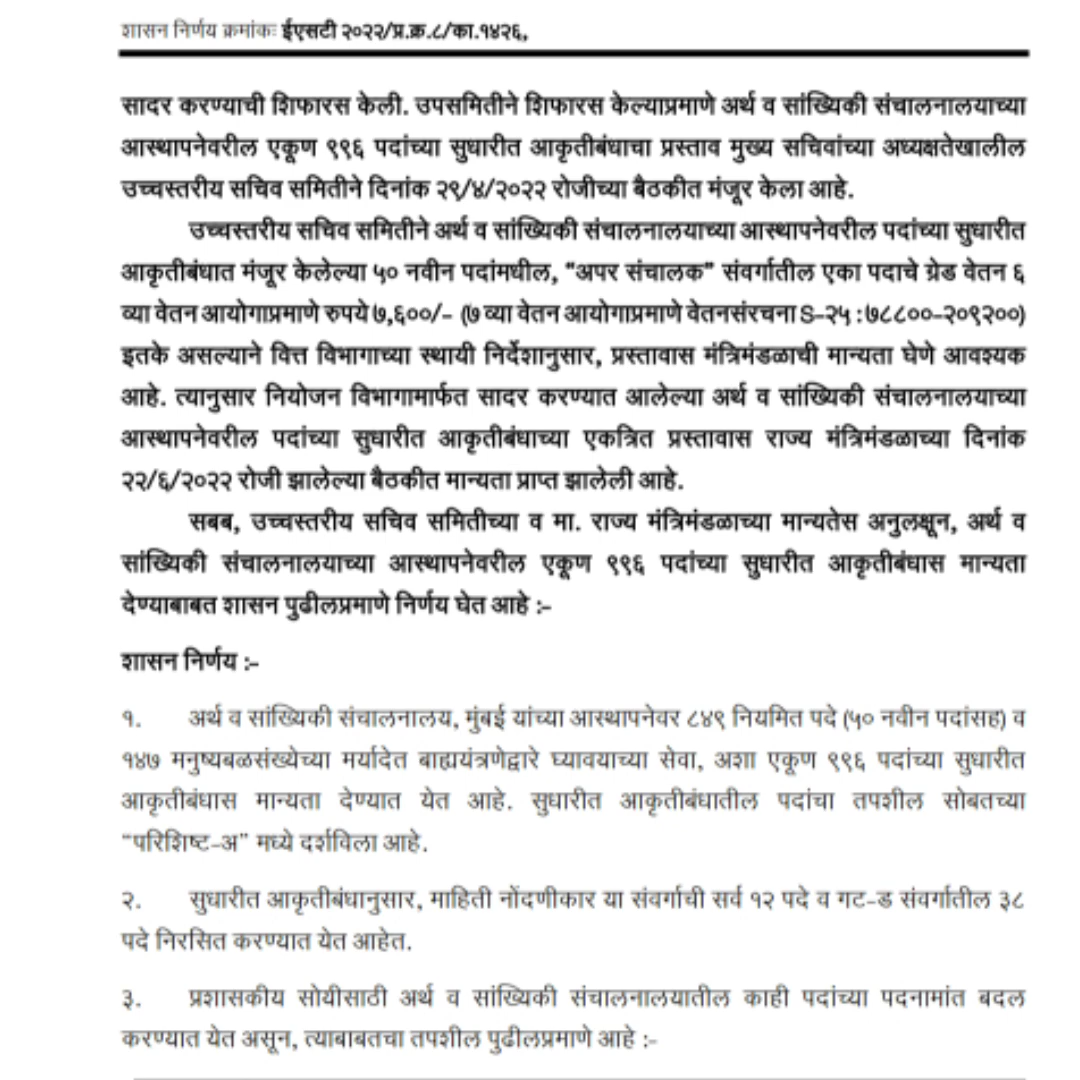 शासन निर्णय क्रमांकः ईएसटी २०२२/प्र.क्र.८/का.१४२६,
सादर करण्याची शिफारस केली. उपसमितीने शिफारस केल्याप्रमाणे अर्थ व सांख्यिकी संचालनालयाच्या
आस्थापनेवरील एकूण ९९६ पदांच्या सुधारीत आकृतीबंधाचा प्रस्ताव मुख्य सचिवांच्या अध्यक्षतेखालील
उच्चस्तरीय सचिव समितीने दिनांक २९/४/२०२२ रोजीच्या बैठकीत मंजूर केला आहे.
उच्चस्तरीय सचिव समितीने अर्थ व सांख्यिकी संचालनालयाच्या आस्थापनेवरील पदांच्या सुधारीत
आकृतीबंधात मंजूर केलेल्या ५० नवीन पदांमधील, "अपर संचालक" संवर्गातील एका पदाचे ग्रेड वेतन ६
व्या वेतन आयोगाप्रमाणे रुपये ७,६००/- (७ व्या वेतन आयोगाप्रमाणे वेतनसंरचना S-२५ : ७८८००-२०९२००)
इतके असल्याने वित्त विभागाच्या स्थायी निर्देशानुसार, प्रस्तावास मंत्रिमंडळाची मान्यता घेणे आवश्यक
आहे. त्यानुसार नियोजन विभागामार्फत सादर करण्यात आलेल्या अर्थ व सांख्यिकी संचालनालयाच्या
आस्थापनेवरील पदांच्या सुधारीत आकृतीबंधाच्या एकत्रित प्रस्तावास राज्य मंत्रिमंडळाच्या दिनांक
२२/६/२०२२ रोजी झालेल्या बैठकीत मान्यता प्राप्त झालेली आहे.
सबब, उच्चस्तरीय सचिव समितीच्या व मा. राज्य मंत्रिमंडळाच्या मान्यतेस अनुलक्षून, अर्थ व
सांख्यिकी संचालनालयाच्या आस्थापनेवरील एकूण ९९६ पदांच्या सुधारीत आकृतीबंधास मान्यता
देण्याबाबत शासन पुढीलप्रमाणे निर्णय घेत आहे :-
शासन निर्णय :-
१. अर्थ व सांख्यिकी संचालनालय, मुंबई यांच्या आस्थापनेवर ८४९ नियमित पदे (५० नवीन पदांसह) व
१४७ मनुष्यबळसंख्येच्या मर्यादेत बाह्ययंत्रणेद्वारे घ्यावयाच्या सेवा, अशा एकूण ९९६ पदांच्या सुधारीत
आकृतीबंधास मान्यता देण्यात येत आहे. सुधारीत आकृतीबंधातील पदांचा तपशील सोबतच्या
"परिशिष्ट-अ" मध्ये दर्शविला आहे.
२. सुधारीत आकृतीबंधानुसार, माहिती नोंदणीकार या संवर्गाची सर्व १२ पदे व गट-ड संवर्गातील ३८
पदे निरसित करण्यात येत आहेत.
३. प्रशासकीय सोयीसाठी अर्थ व सांख्यिकी संचालनालयातील काही पदांच्या पदनामांत बदल
करण्यात येत असून, त्याबाबतचा तपशील पुढीलप्रमाणे आहे :-